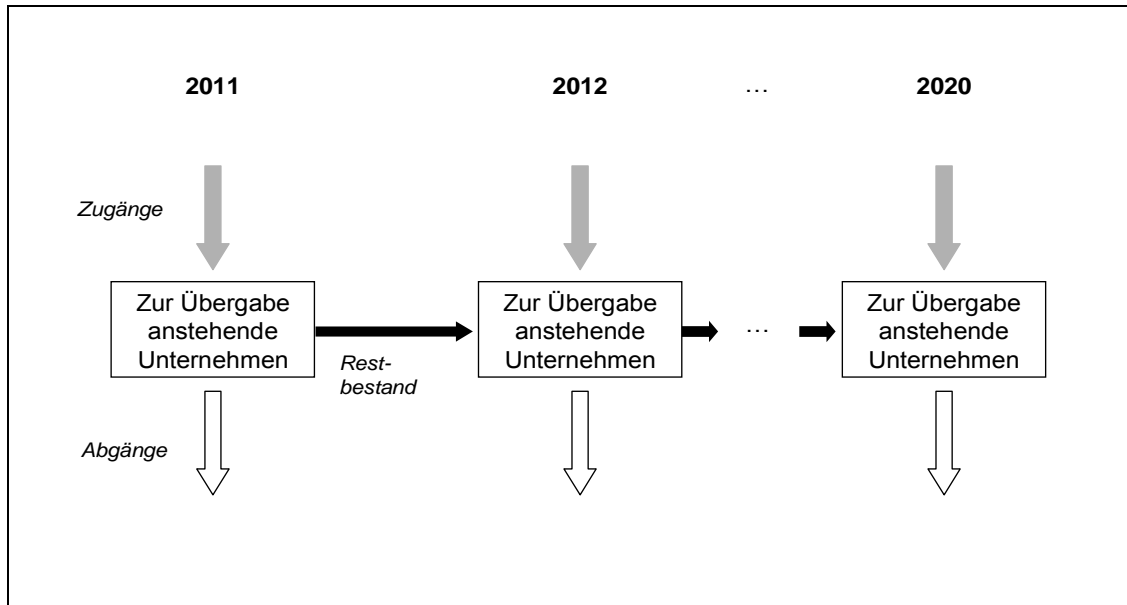 2011 2012 … 2020
Zugänge
Zur Übergabe
anstehende
Unternehmen
Zur Übergabe
anstehende
Unternehmen
…
Zur Übergabe
anstehende
Unternehmen
Rest-
bestand
Abgänge